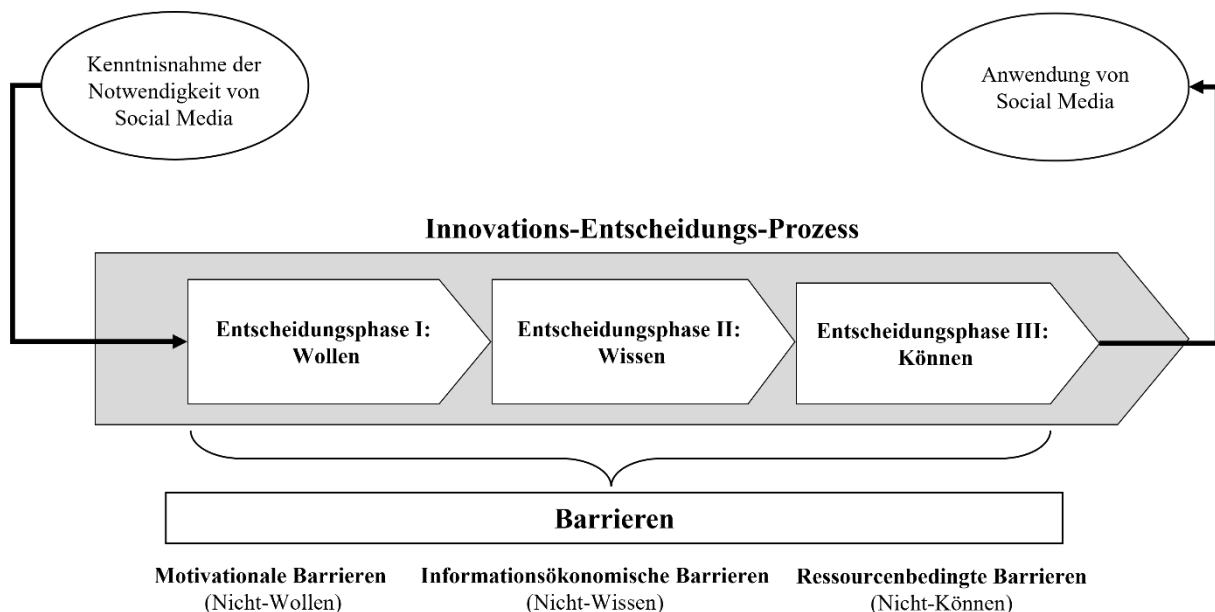 Kenntnisnahme der
Notwendigkeit von
Social Media
Anwendung von
Social Media
Innovations-Entscheidungs-Prozess
Entscheidungsphase I:
Wollen
Entscheidungsphase II:
Wissen
Entscheidungsphase III:
Können
Barrieren
Motivationale Barrieren
(Nicht-Wollen)
Informationsökonomische Barrieren
(Nicht-Wissen)
Ressourcenbedingte Barrieren
(Nicht-Können)